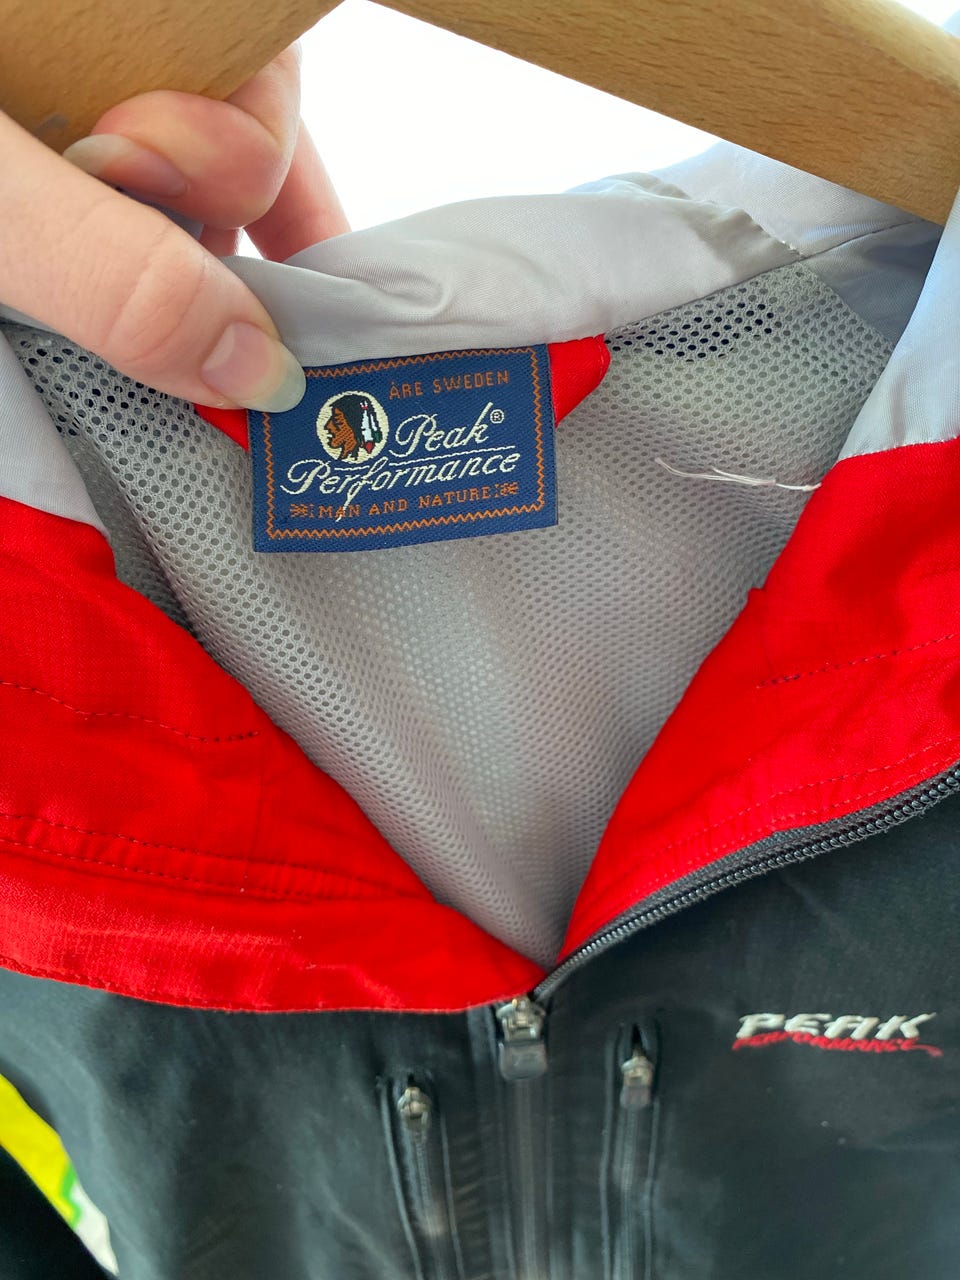 ÅRE SWEDEN
Peak®
Performance
MAN AND NATURE
PEAK
PERFORMANCE